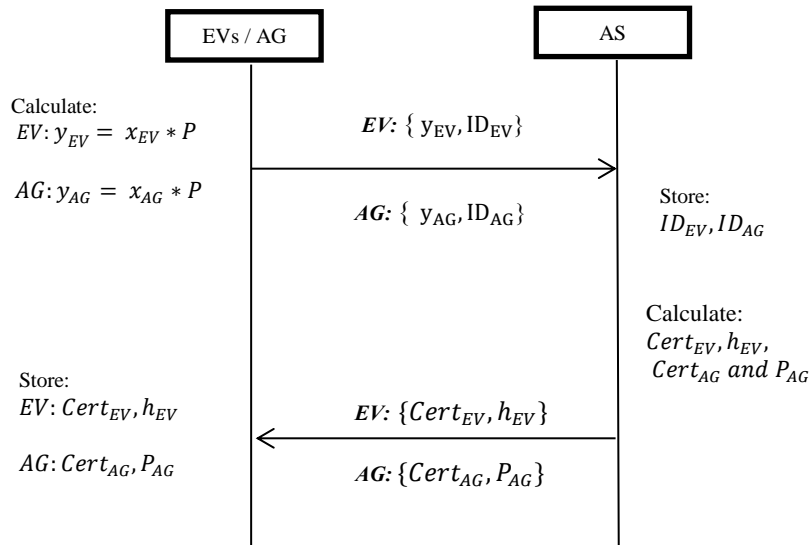 EVs / AG
AS
Calculate:
EV: y_EV = x_EV * P
AG: y_AG = x_AG * P
EV: { y_EV, ID_EV}
AG: { y_AG, ID_AG}
Store:
ID_EV, ID_AG
Calculate:
Cert_EV, h_EV,
Cert_AG and P_AG
Store:
EV: Cert_EV, h_EV
AG: Cert_AG, P_AG
EV: {Cert_EV, h_EV}
AG: {Cert_AG, P_AG}